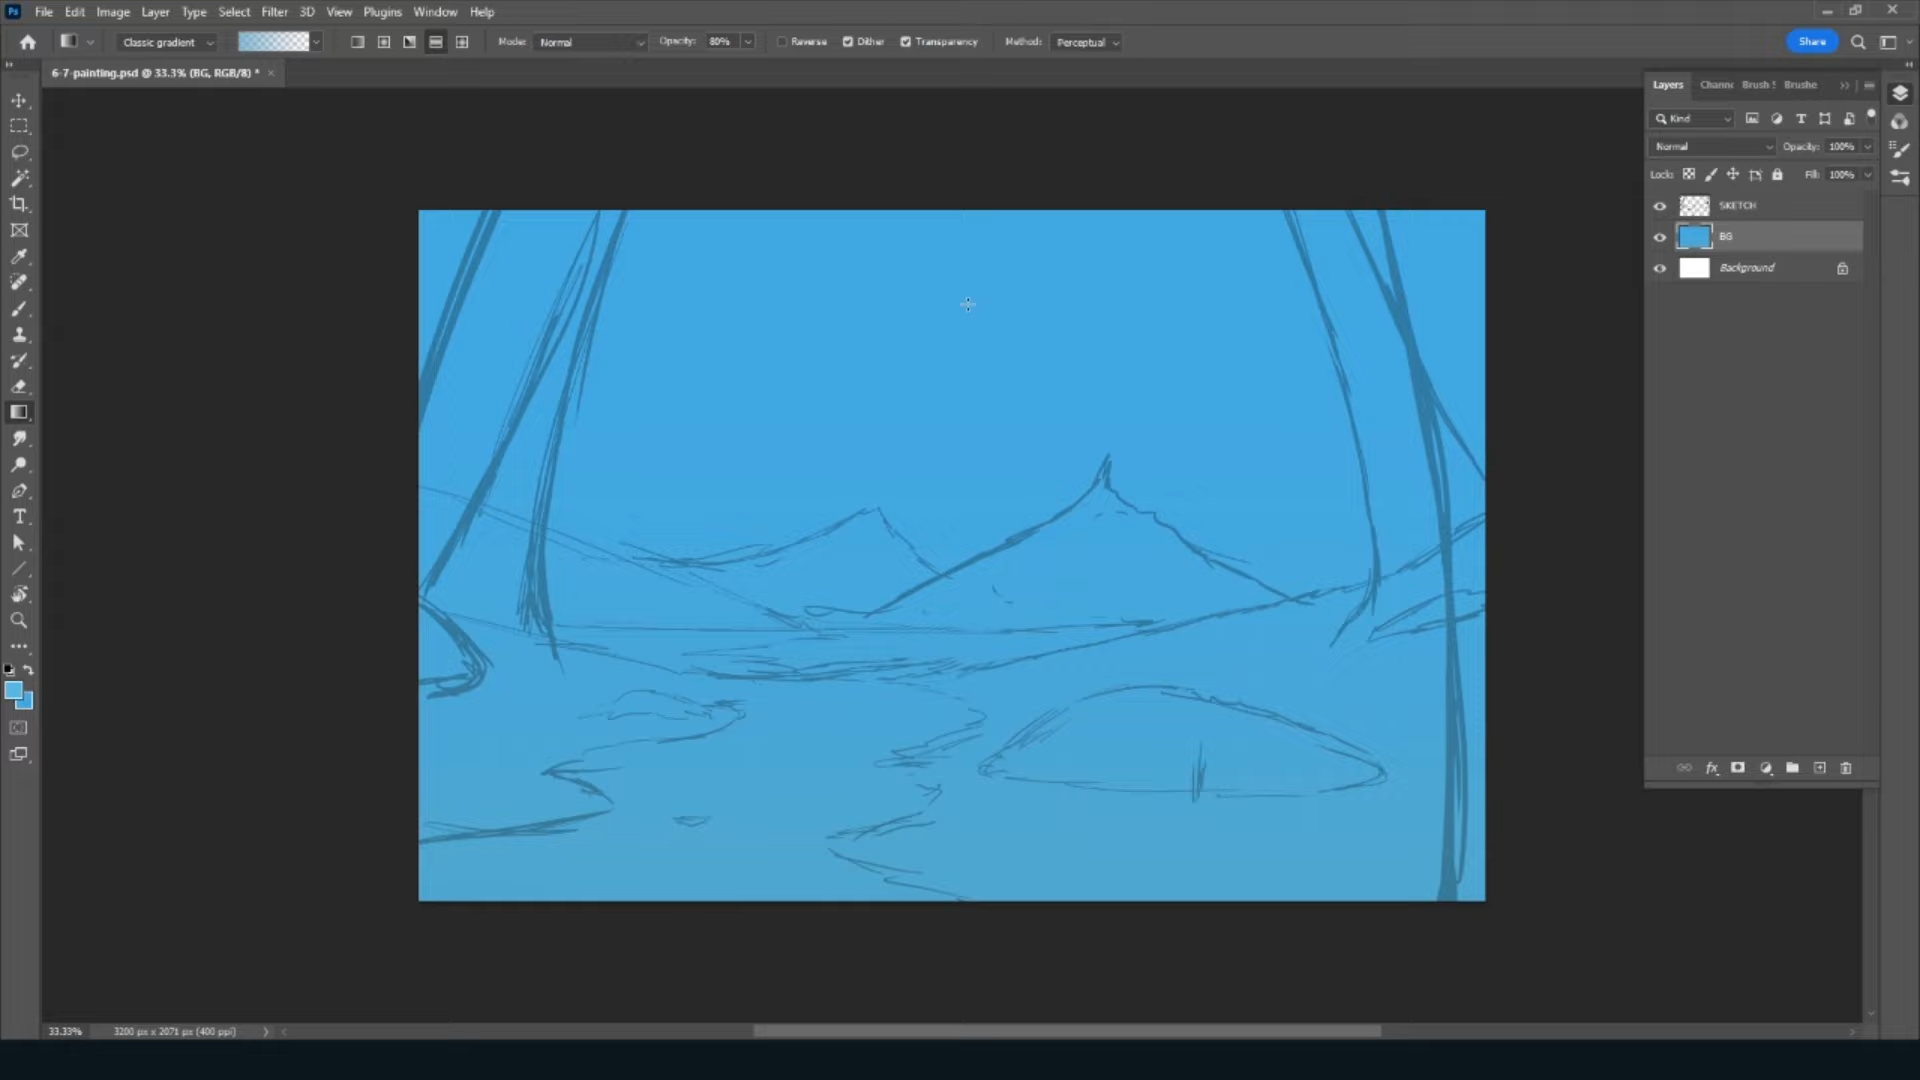 Ps File Edit Image Layer Type Select Filter 3D View Plugins Window Help
Classic gradient Mode: Normal Opacity: 80% Reverse Dither Transparency Method: Perceptual Share
6-7-painting.psd @ 33.3% (BG, RGB/8) *
Layers Channe Brush S Brushe
Kind
Normal Opacity: 100%
Lock: Fill: 100%
SKETCH
BG
Background
33.33% 3200 px x 2071 px (400 ppi)